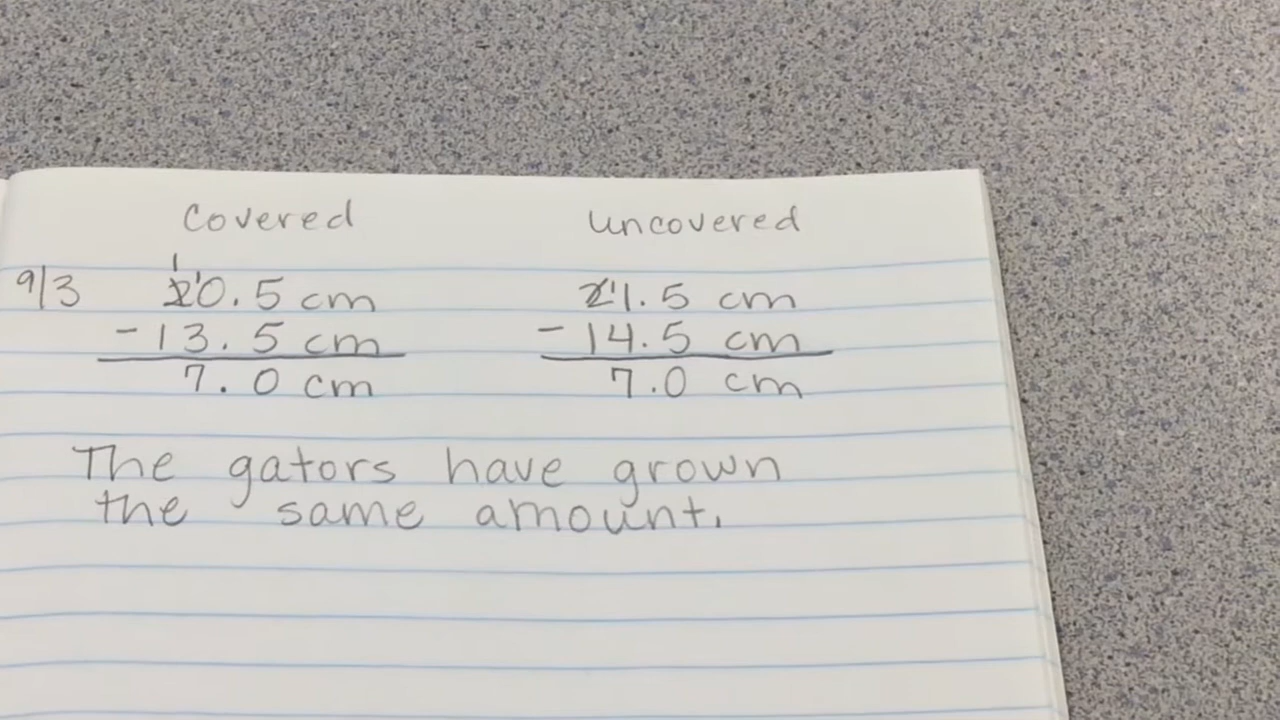 Covered uncovered
9/3 20.5 cm 21.5 cm
-13.5 cm -14.5 cm
7.0 cm 7.0 cm
The gators have grown
the same amount.